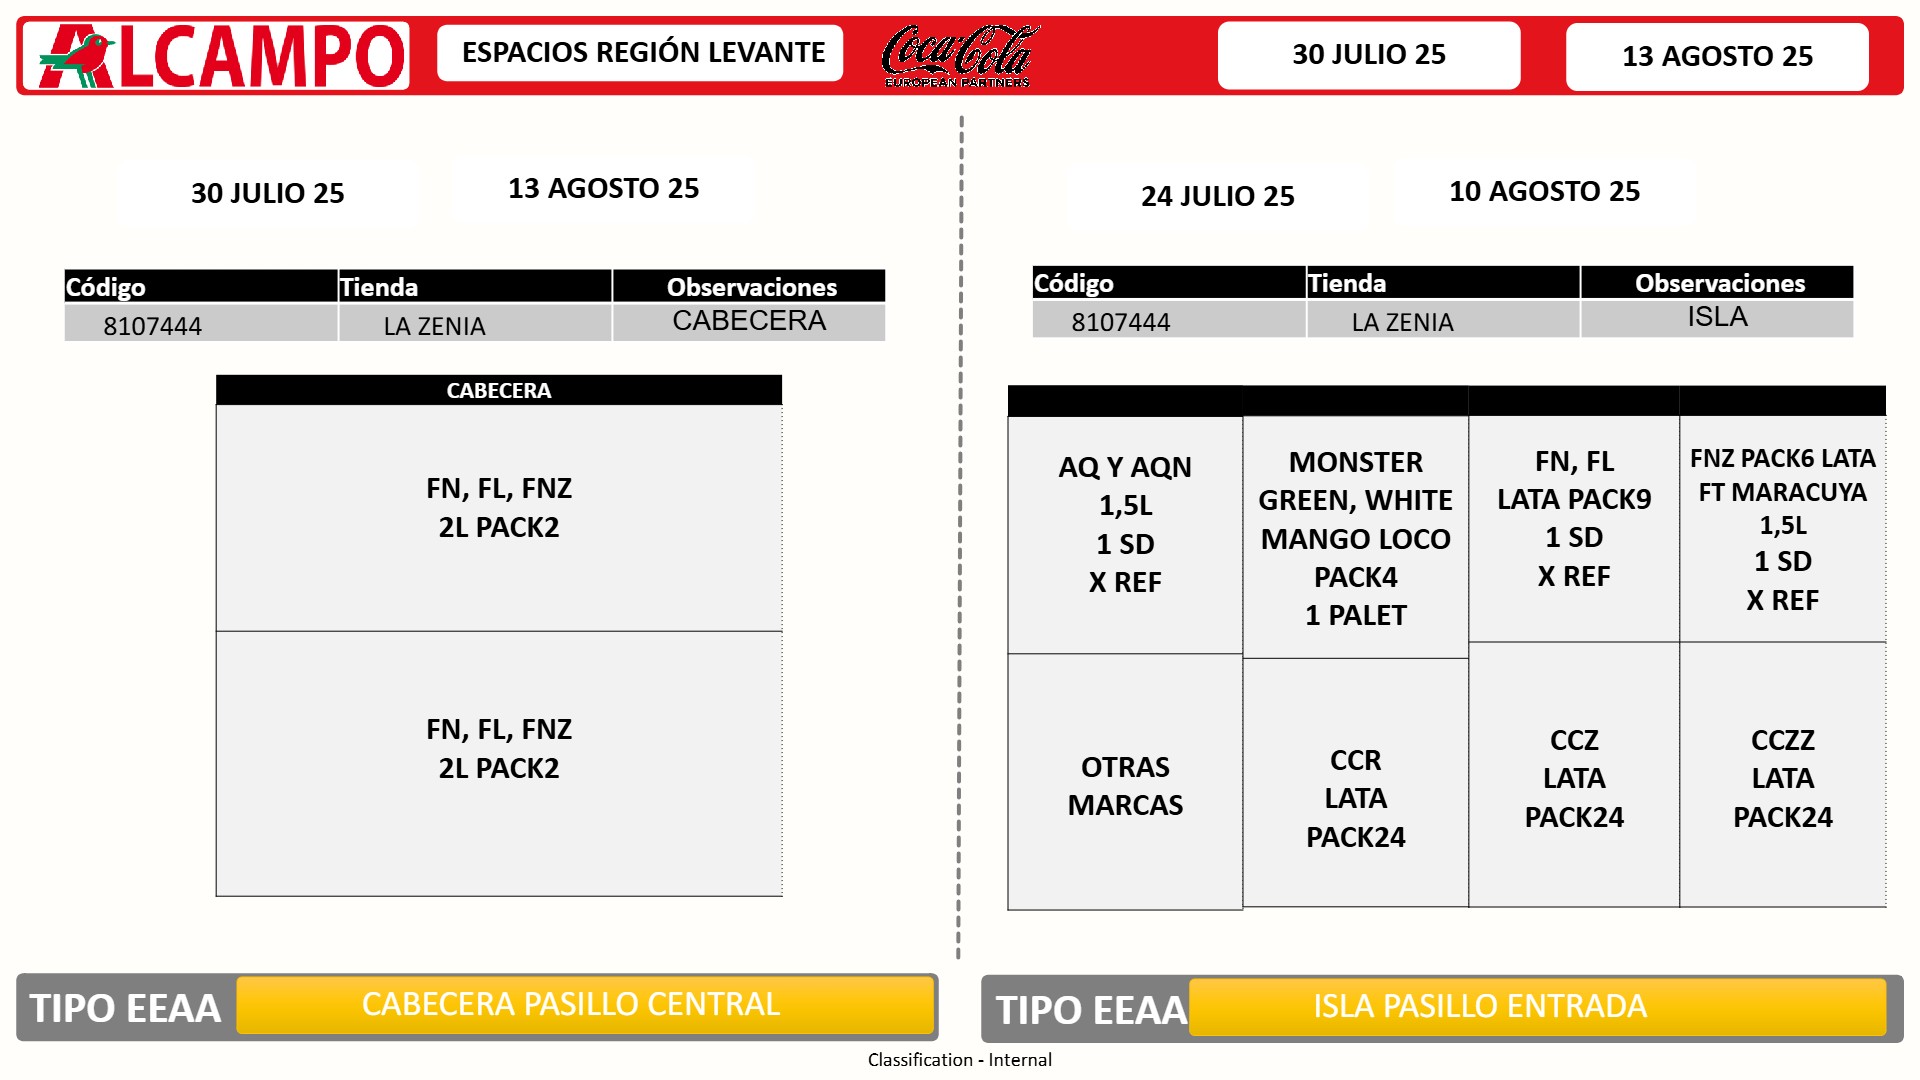 ALCAMPO
ESPACIOS REGIÓN LEVANTE
Coca-Cola
EUROPEAN PARTNERS
30 JULIO 25
13 AGOSTO 25
30 JULIO 25
13 AGOSTO 25
Código Tienda Observaciones
8107444 LA ZENIA CABECERA
CABECERA
FN, FL, FNZ
2L PACK2
FN, FL, FNZ
2L PACK2
TIPO EEAA
CABECERA PASILLO CENTRAL
24 JULIO 25
10 AGOSTO 25
Código Tienda Observaciones
8107444 LA ZENIA ISLA
AQ Y AQN
1,5L
1 SD
X REF
MONSTER
GREEN, WHITE
MANGO LOCO
PACK4
1 PALET
FN, FL
LATA PACK9
1 SD
X REF
FNZ PACK6 LATA
FT MARACUYA
1,5L
1 SD
X REF
OTRAS
MARCAS
CCR
LATA
PACK24
CCZ
LATA
PACK24
CCZZ
LATA
PACK24
TIPO EEAA
ISLA PASILLO ENTRADA
Classification - Internal